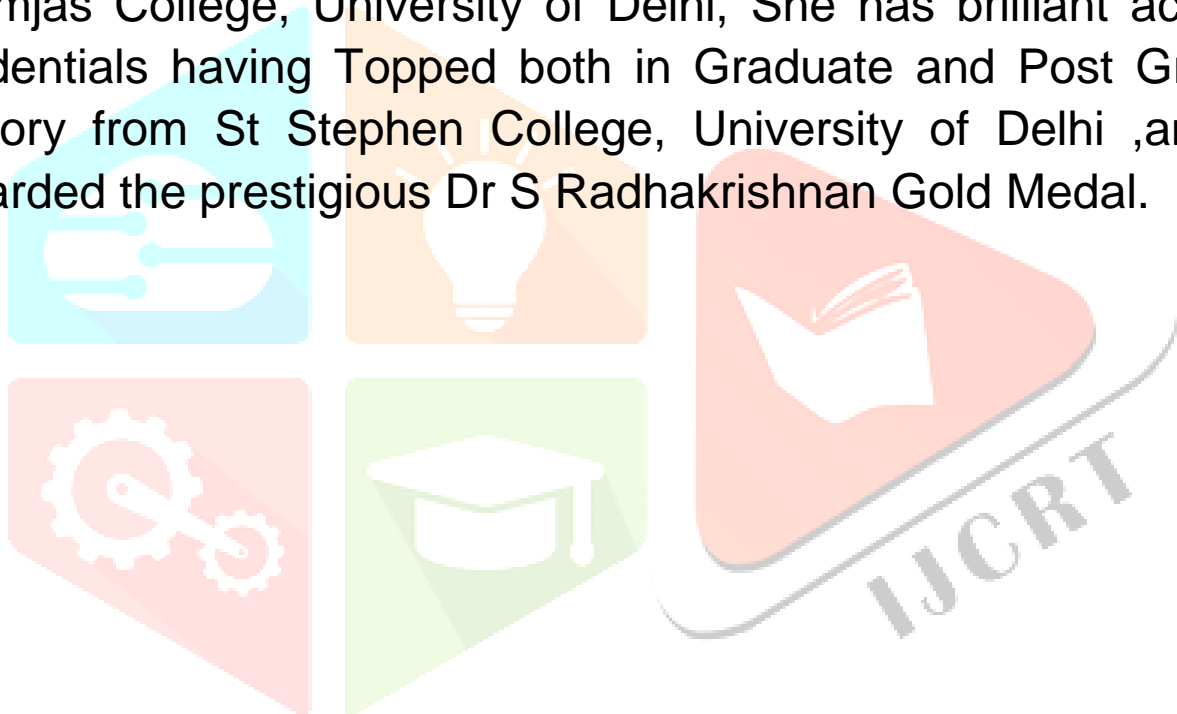 mjas College, University of Delhi, She has brilliant ac
dentials having Topped both in Graduate and Post Gr
ory from St Stephen College, University of Delhi ,ar
arded the prestigious Dr S Radhakrishnan Gold Medal.
IJCRT